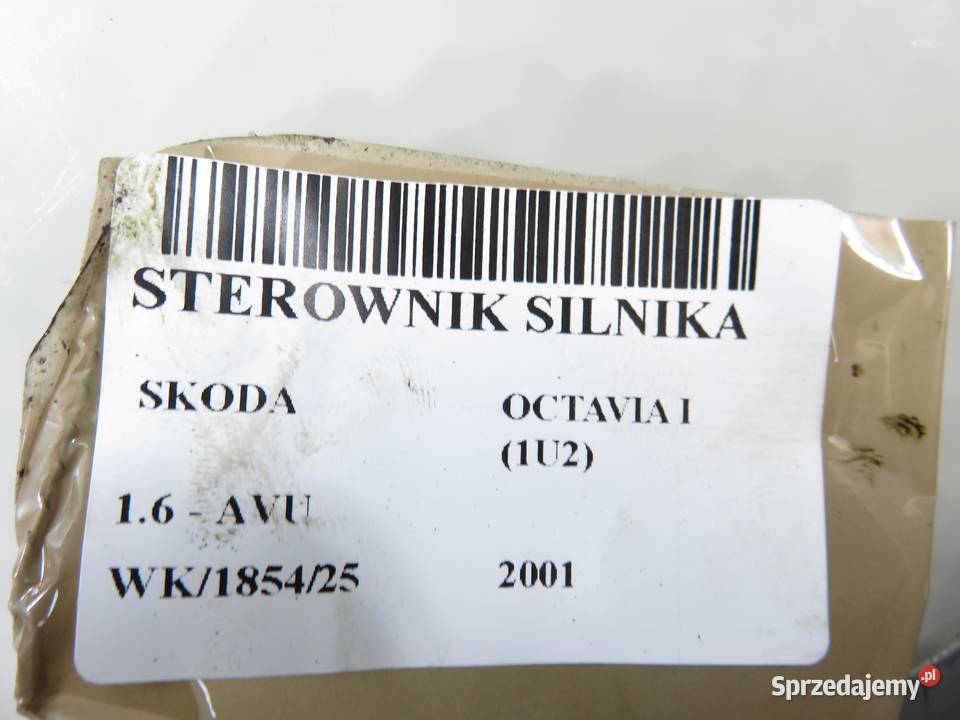 STEROWNIK SILNIKA
SKODA OCTAVIA I
(1U2)
1.6 - AVU
WK/1854/25 2001
Sprzedajemy.pl